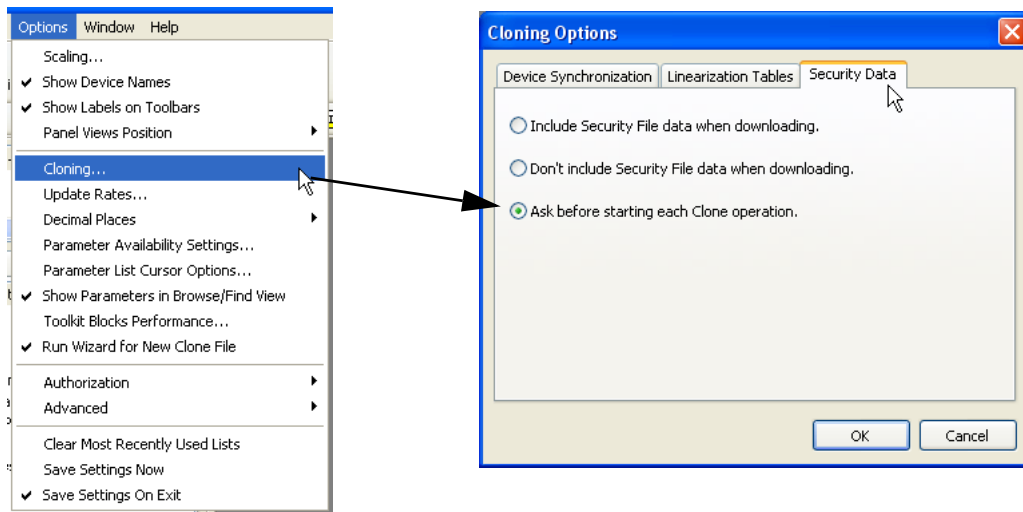 Options Window Help
Scaling...
Show Device Names
Show Labels on Toolbars
Panel Views Position
Cloning...
Update Rates...
Decimal Places
Parameter Availability Settings...
Parameter List Cursor Options...
Show Parameters in Browse/Find View
Toolkit Blocks Performance...
Run Wizard for New Clone File
Authorization
Advanced
Clear Most Recently Used Lists
Save Settings Now
Save Settings On Exit
Cloning Options
Device Synchronization Linearization Tables Security Data
Include Security File data when downloading.
Don't include Security File data when downloading.
Ask before starting each Clone operation.
OK Cancel